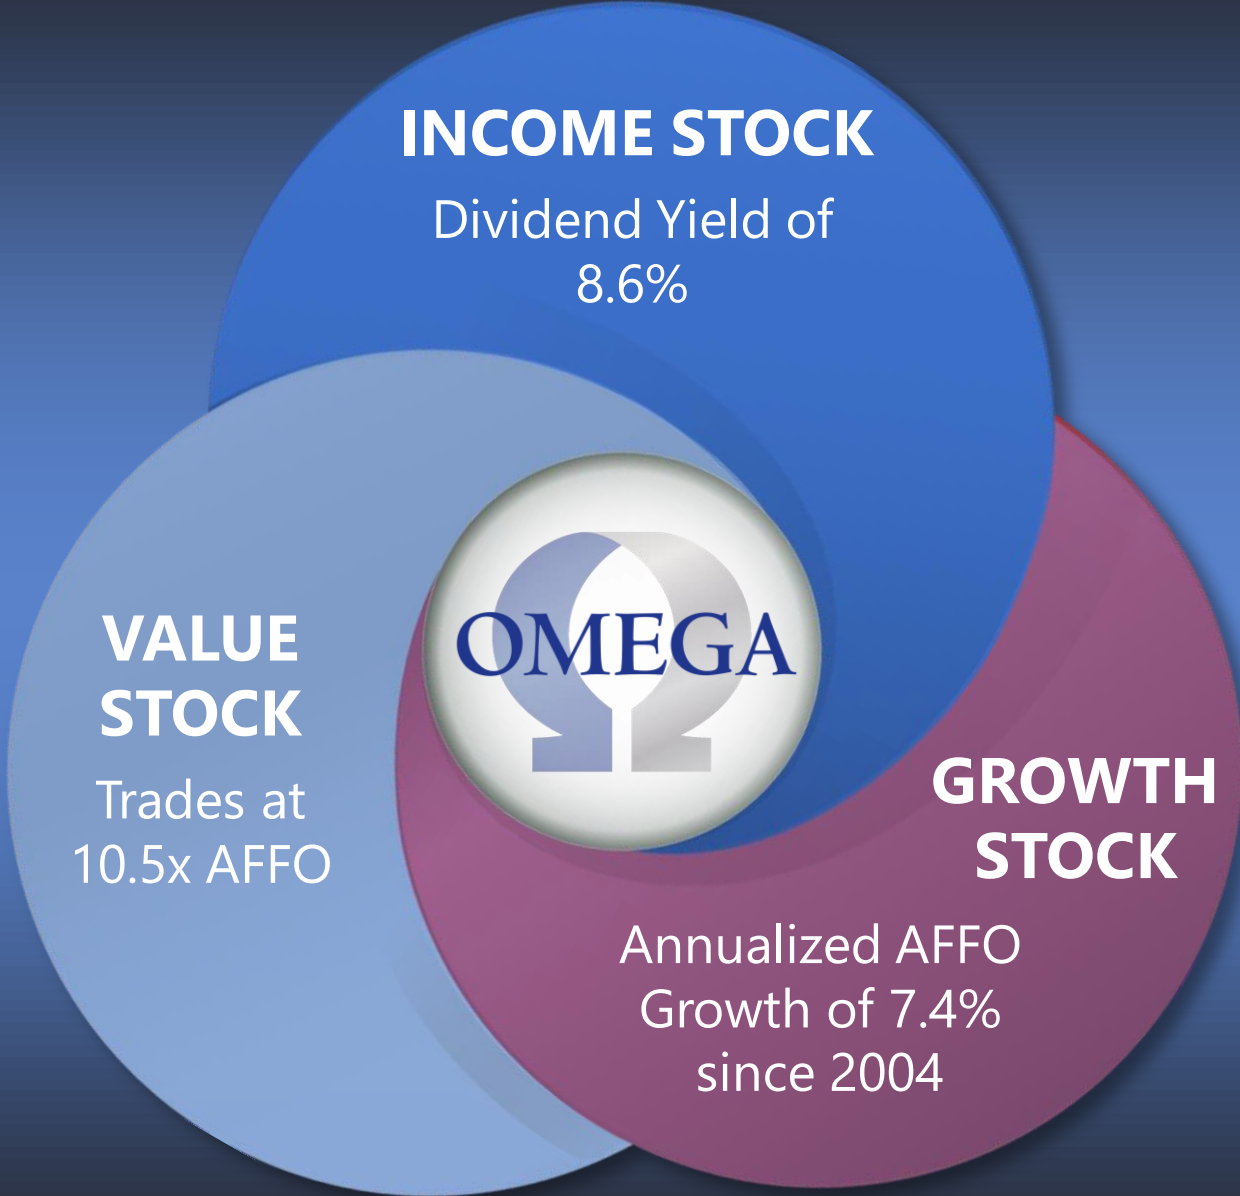 INCOME STOCK
Dividend Yield of
8.6%
OMEGA
VALUE
STOCK
Trades at
10.5x AFFO
GROWTH
STOCK
Annualized AFFO
Growth of 7.4%
since 2004